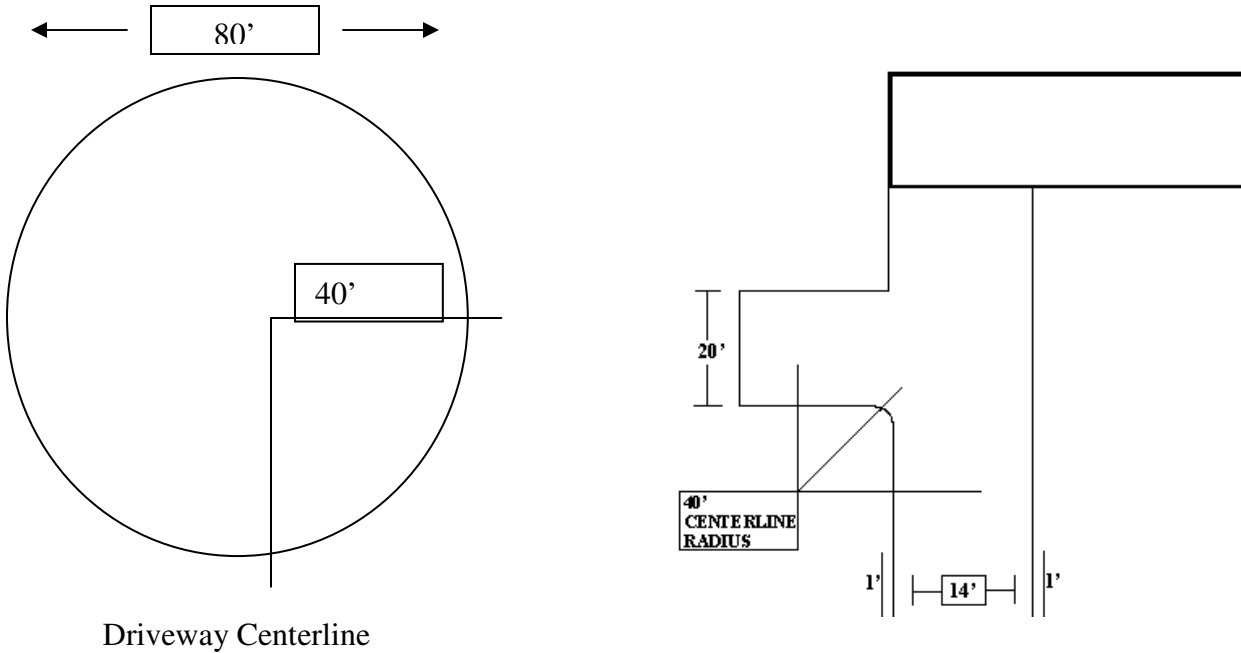 80’
40’
Driveway Centerline
20’
40’
CENTERLINE
RADIUS
1’
14’
1’